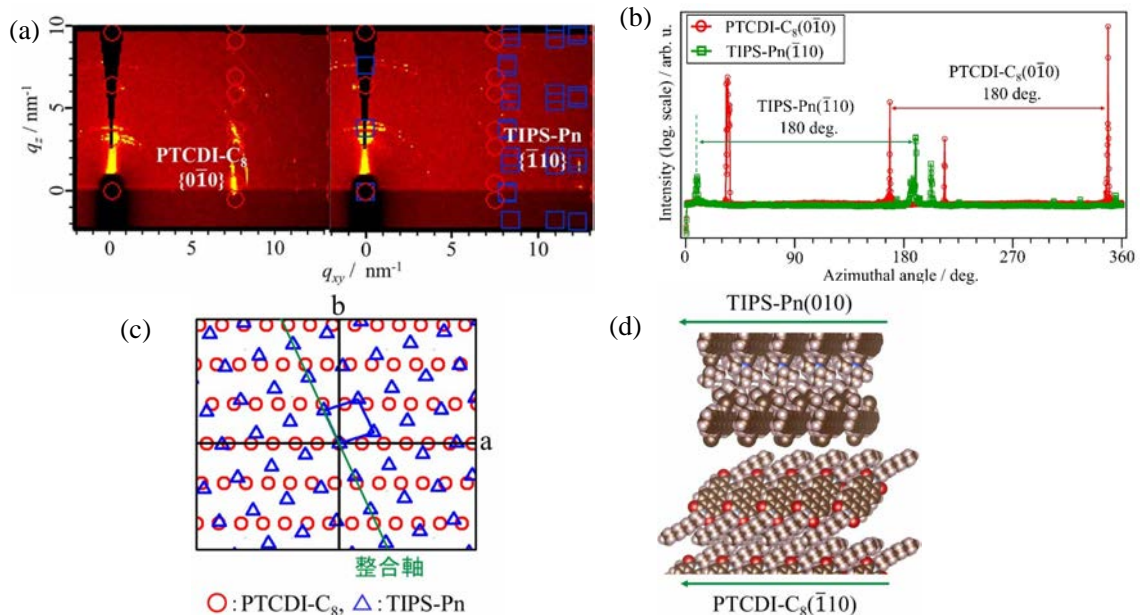 (a)
q_z / nm⁻¹
10
5
0
PTCDI-C₈
{01̄0}
TIPS-Pn
{1̄10}
0
5
10
0
5
10
q_xy / nm⁻¹
(b)
Intensity (log. scale) / arb. u.
PTCDI-C₈(01̄0)
TIPS-Pn(1̄10)
PTCDI-C₈(01̄0)
180 deg.
TIPS-Pn(1̄10)
180 deg.
0
90
180
270
360
Azimuthal angle / deg.
(c)
b
a
整合軸
: PTCDI-C₈, : TIPS-Pn
(d)
TIPS-Pn(010)
PTCDI-C₈(1̄10)